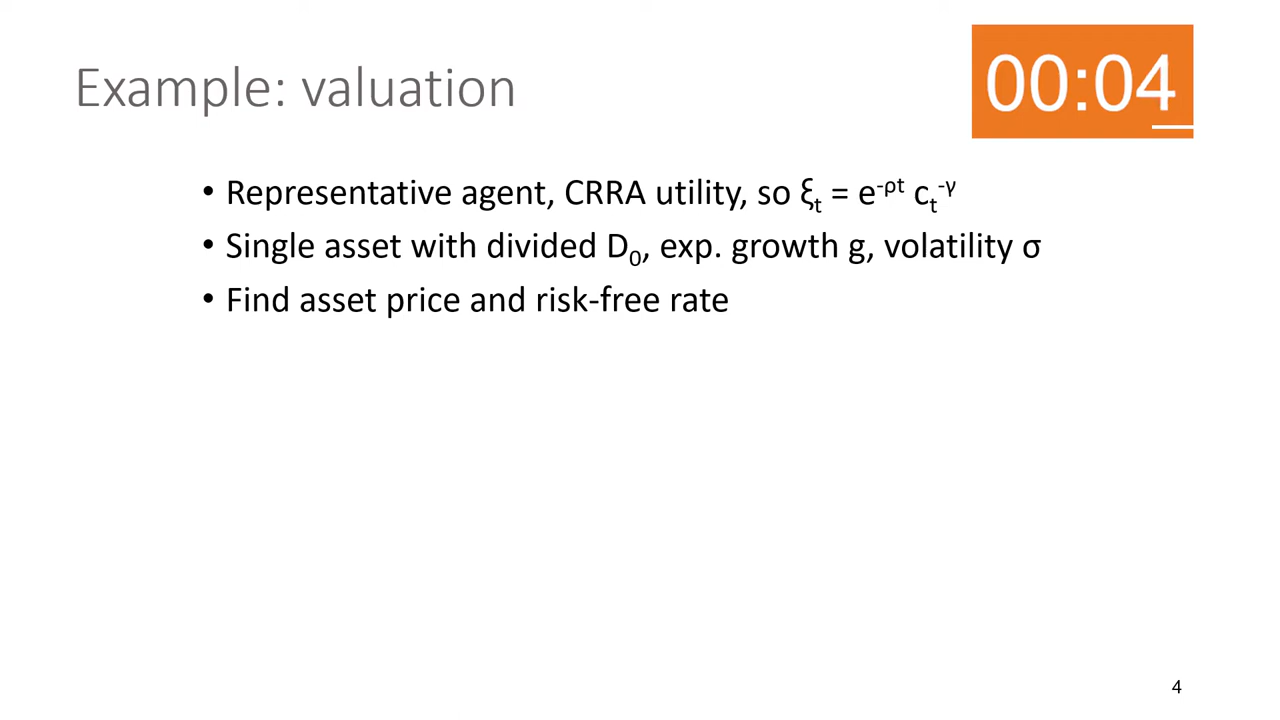 Example: valuation
00:04
• Representative agent, CRRA utility, so ξₜ = e⁻ᵖᵗ cₜ⁻ᵞ
• Single asset with divided D₀, exp. growth g, volatility σ
• Find asset price and risk-free rate
4